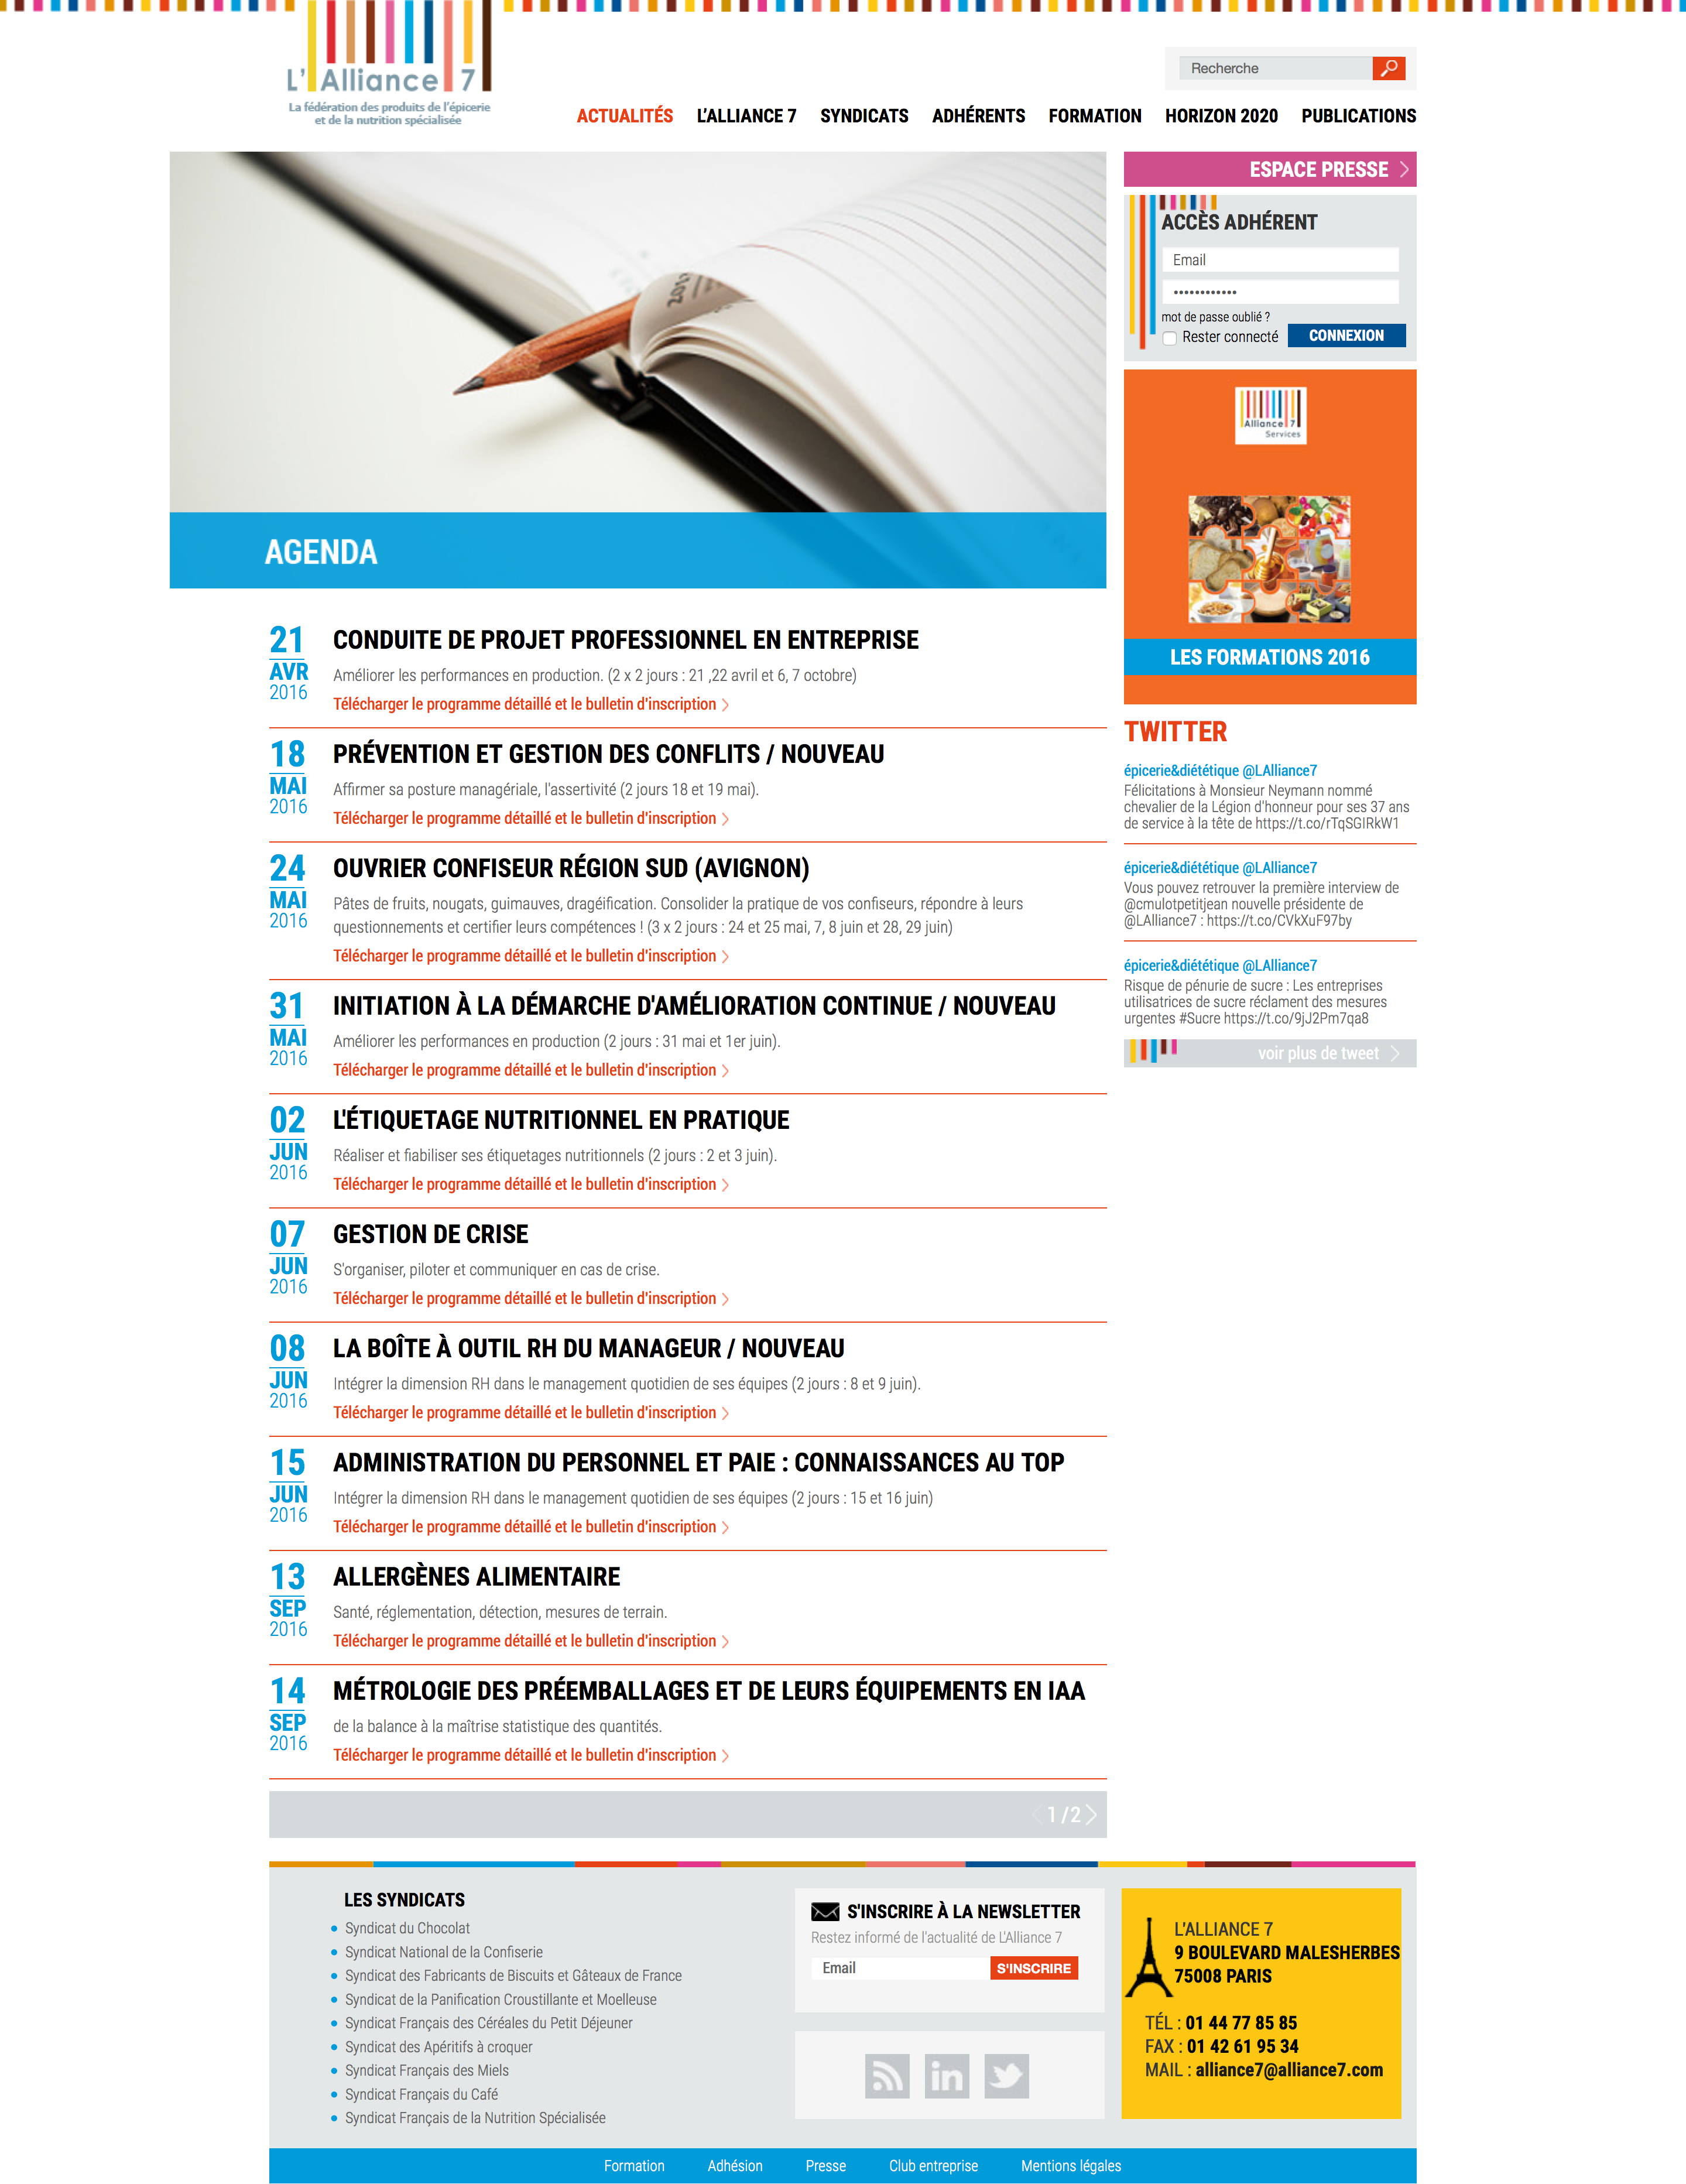 L'Alliance 7
La fédération des produits de l'épicerie
et de la nutrition spécialisée
Recherche
ACTUALITÉS L'ALLIANCE 7 SYNDICATS ADHÉRENTS FORMATION HORIZON 2020 PUBLICATIONS
AGENDA
21
AVR
2016
CONDUITE DE PROJET PROFESSIONNEL EN ENTREPRISE
Améliorer les performances en production. (2 x 2 jours : 21 ,22 avril et 6, 7 octobre)
Télécharger le programme détaillé et le bulletin d'inscription
18
MAI
2016
PRÉVENTION ET GESTION DES CONFLITS / NOUVEAU
Affirmer sa posture managériale, l'assertivité (2 jours 18 et 19 mai).
Télécharger le programme détaillé et le bulletin d'inscription
24
MAI
2016
OUVRIER CONFISEUR RÉGION SUD (AVIGNON)
Pâtes de fruits, nougats, guimauves, dragéification. Consolider la pratique de vos confiseurs, répondre à leurs
questionnements et certifier leurs compétences ! (3 x 2 jours : 24 et 25 mai, 7, 8 juin et 28, 29 juin)
Télécharger le programme détaillé et le bulletin d'inscription
31
MAI
2016
INITIATION À LA DÉMARCHE D'AMÉLIORATION CONTINUE / NOUVEAU
Améliorer les performances en production (2 jours : 31 mai et 1er juin).
Télécharger le programme détaillé et le bulletin d'inscription
02
JUN
2016
L'ÉTIQUETAGE NUTRITIONNEL EN PRATIQUE
Réaliser et fiabiliser ses étiquetages nutritionnels (2 jours : 2 et 3 juin).
Télécharger le programme détaillé et le bulletin d'inscription
07
JUN
2016
GESTION DE CRISE
S'organiser, piloter et communiquer en cas de crise.
Télécharger le programme détaillé et le bulletin d'inscription
08
JUN
2016
LA BOÎTE À OUTIL RH DU MANAGEUR / NOUVEAU
Intégrer la dimension RH dans le management quotidien de ses équipes (2 jours : 8 et 9 juin).
Télécharger le programme détaillé et le bulletin d'inscription
15
JUN
2016
ADMINISTRATION DU PERSONNEL ET PAIE : CONNAISSANCES AU TOP
Intégrer la dimension RH dans le management quotidien de ses équipes (2 jours : 15 et 16 juin)
Télécharger le programme détaillé et le bulletin d'inscription
13
SEP
2016
ALLERGÈNES ALIMENTAIRE
Santé, réglementation, détection, mesures de terrain.
Télécharger le programme détaillé et le bulletin d'inscription
14
SEP
2016
MÉTROLOGIE DES PRÉEMBALLAGES ET DE LEURS ÉQUIPEMENTS EN IAA
de la balance à la maîtrise statistique des quantités.
Télécharger le programme détaillé et le bulletin d'inscription
1 / 2
ESPACE PRESSE
ACCÈS ADHÉRENT
Email
••••••••••••
mot de passe oublié ?
Rester connecté CONNEXION
Alliance 7
Services
LES FORMATIONS 2016
TWITTER
épicerie&diététique @LAlliance7
Félicitations à Monsieur Neymann nommé
chevalier de la Légion d'honneur pour ses 37 ans
de service à la tête de https://t.co/rTqSGIRkW1
épicerie&diététique @LAlliance7
Vous pouvez retrouver la première interview de
@cmulotpetitjean nouvelle présidente de
@LAlliance7 : https://t.co/CVkXuF97by
épicerie&diététique @LAlliance7
Risque de pénurie de sucre : Les entreprises
utilisatrices de sucre réclament des mesures
urgentes #Sucre https://t.co/9jJ2Pm7qa8
voir plus de tweet
LES SYNDICATS
Syndicat du Chocolat
Syndicat National de la Confiserie
Syndicat des Fabricants de Biscuits et Gâteaux de France
Syndicat de la Panification Croustillante et Moelleuse
Syndicat Français des Céréales du Petit Déjeuner
Syndicat des Apéritifs à croquer
Syndicat Français des Miels
Syndicat Français du Café
Syndicat Français de la Nutrition Spécialisée
S'INSCRIRE À LA NEWSLETTER
Restez informé de l'actualité de L'Alliance 7
Email S'INSCRIRE
in
L'ALLIANCE 7
9 BOULEVARD MALESHERBES
75008 PARIS
TÉL : 01 44 77 85 85
FAX : 01 42 61 95 34
MAIL : alliance7@alliance7.com
Formation Adhésion Presse Club entreprise Mentions légales